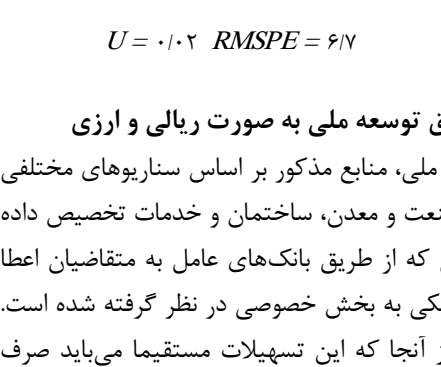 U = ۰/۰۲ RMSPE = ۶/۷
ق توسعه ملی به صورت ریالی و ارزی
ملی، منابع مذکور بر اساس سناریوهای مختلفی
نعت و معدن، ساختمان و خدمات تخصیص داده
که از طریق بانک‌های عامل به متقاضیان اعطا
کی به بخش خصوصی در نظر گرفته شده است.
ز آنجا که این تسهیلات مستقیما می‌باید صرف